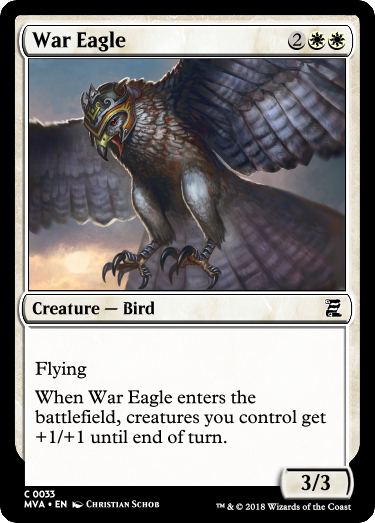 War Eagle 2
Creature — Bird
Flying
When War Eagle enters the
battlefield, creatures you control get
+1/+1 until end of turn.
3/3
C 0033
MVA • EN Christian Schob
™ & © 2018 Wizards of the Coast